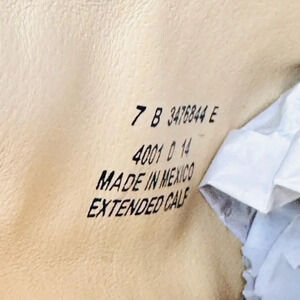 7 B 3476844 E
4001 D 14
MADE IN MEXICO
EXTENDED CALF